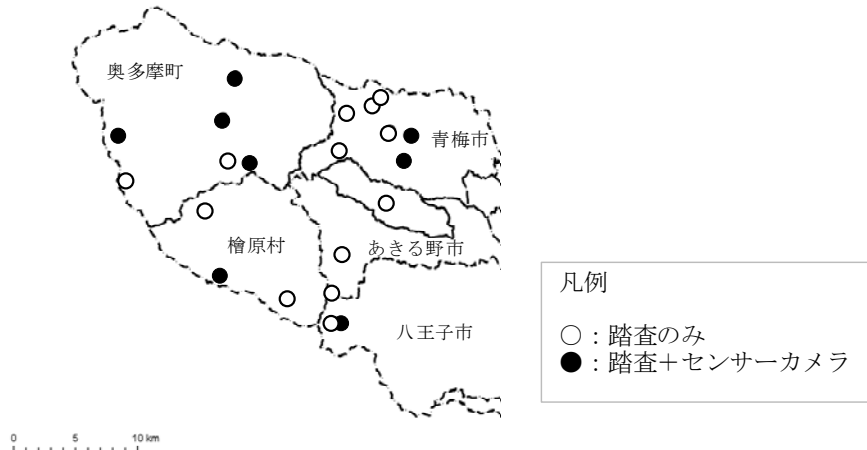 奥多摩町
青梅市
檜原村
あきる野市
八王子市
凡例
○：踏査のみ
●：踏査＋センサーカメラ
0 5 10 km